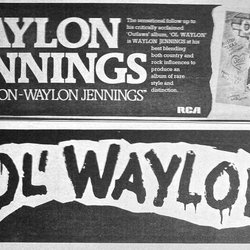 AYLON
NNINGS
ON-WAYLON JENNINGS
The sensational follow up to
his critically acclaimed
'Outlaws' album, 'OL' WAYLON'
is WAYLON JENNINGS at his
best blending
both country and
rock influences to
produce an
album of rare
style and
distinction.
RCA
OL' WAYLO